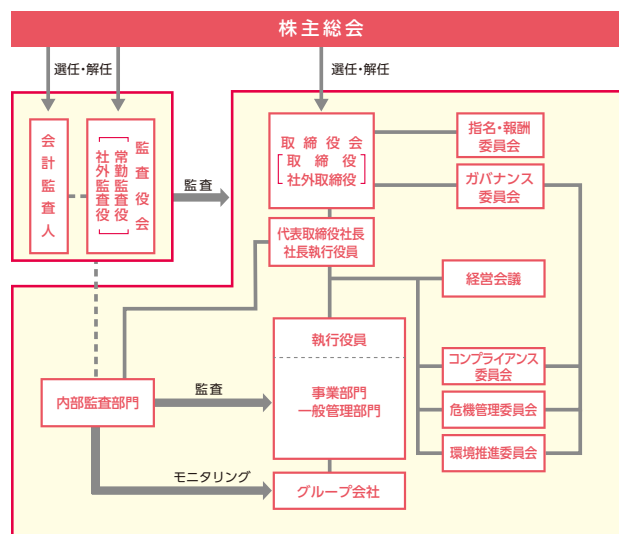 株主総会
選任・解任
選任・解任
会計監査人
監査役会
常勤監査役
社外監査役
監査
取締役会
取締役
社外取締役
指名・報酬
委員会
ガバナンス
委員会
代表取締役社長
社長執行役員
経営会議
執行役員
事業部門
一般管理部門
コンプライアンス
委員会
危機管理委員会
環境推進委員会
内部監査部門
監査
モニタリング
グループ会社